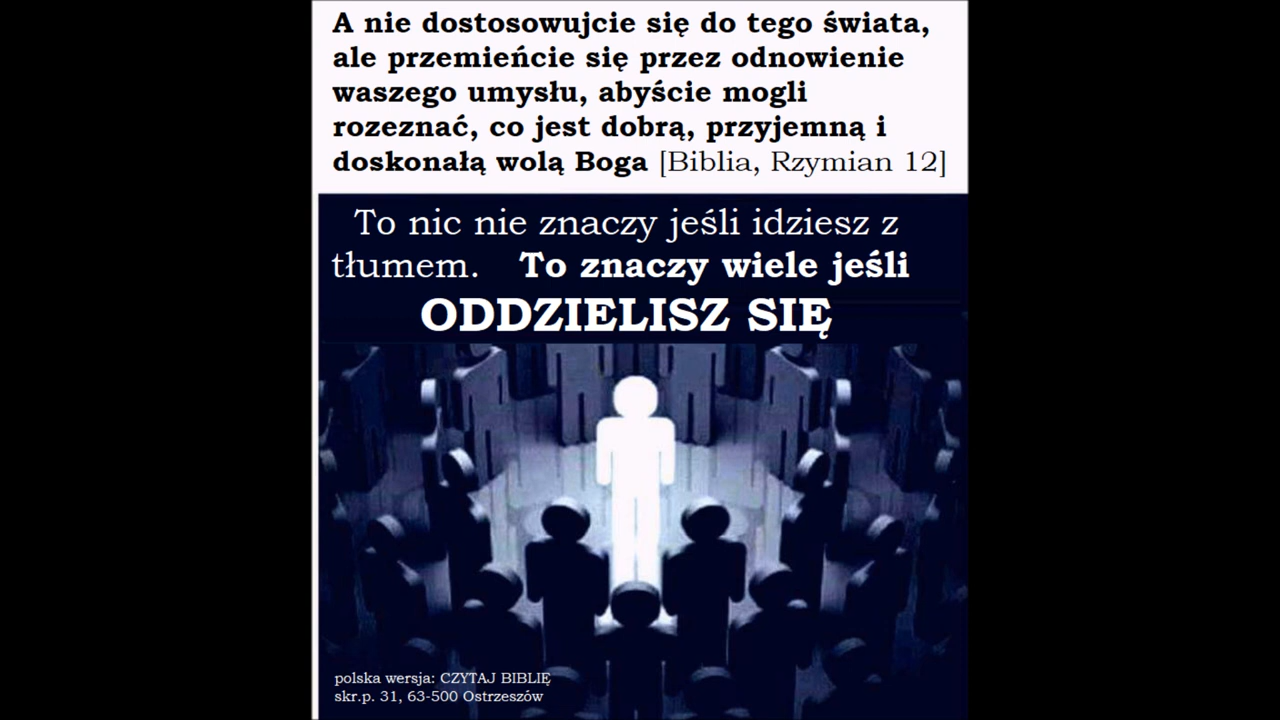 A nie dostosowujcie się do tego świata,
ale przemieńcie się przez odnowienie
waszego umysłu, abyście mogli
rozeznać, co jest dobrą, przyjemną i
doskonałą wolą Boga [Biblia, Rzymian 12]
To nic nie znaczy jeśli idziesz z
tłumem. To znaczy wiele jeśli
ODDZIELISZ SIĘ
polska wersja: CZYTAJ BIBLIĘ
skr.p. 31, 63-500 Ostrzeszów